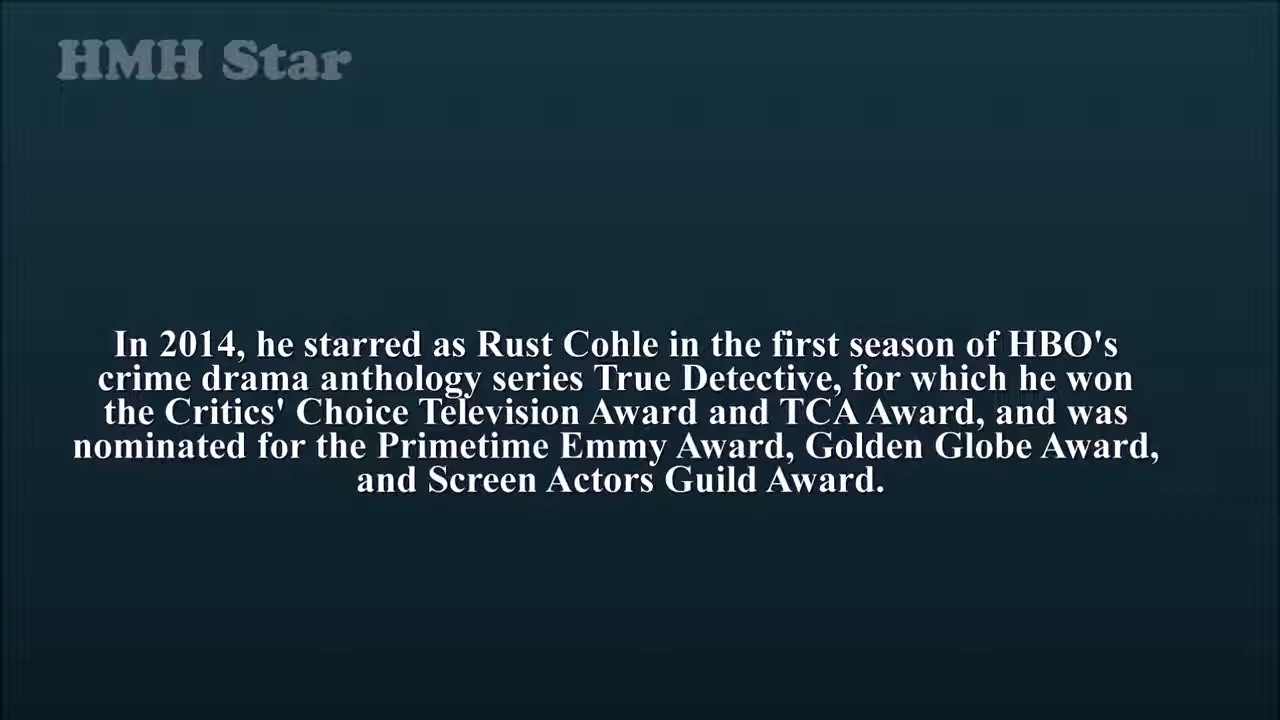 HMH Star
In 2014, he starred as Rust Cohle in the first season of HBO's
crime drama anthology series True Detective, for which he won
the Critics' Choice Television Award and TCA Award, and was
nominated for the Primetime Emmy Award, Golden Globe Award,
and Screen Actors Guild Award.